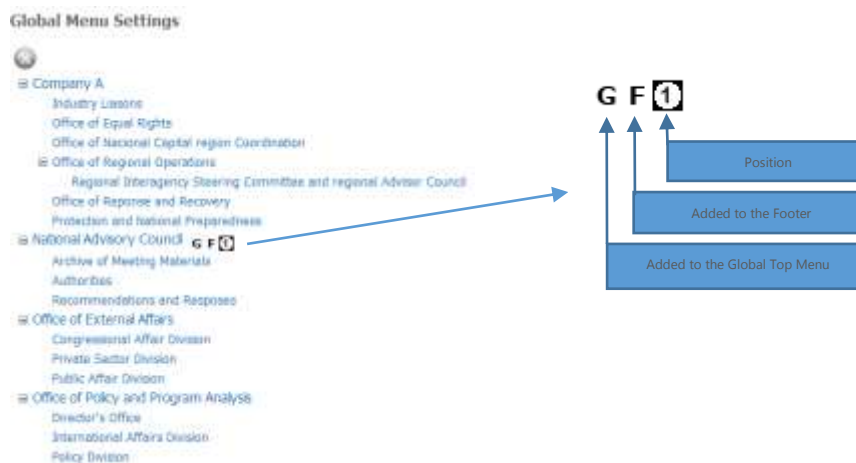 Global Menu Settings
Company A
Industry Liasons
Office of Equal Rights
Office of Nacional Capital region Coordination
Office of Regional Operations
Regional Interagency Steering Committee and regional Advisor Council
Office of Reponse and Recovery
Protection and National Preparedness
National Advisory Council G F 1
Archive of Meeting Materials
Authorities
Recommendations and Resposes
Office of External Affairs
Congressional Affair Division
Private Sector Division
Public Affair Division
Office of Policy and Program Analysis
Director's Office
International Affairs Division
Policy Division
G F 1
Position
Added to the Footer
Added to the Global Top Menu